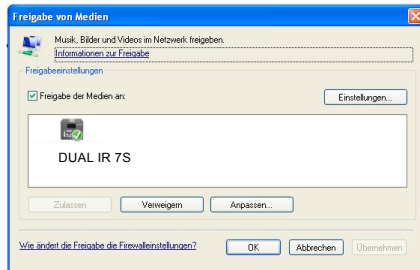 Freigabe von Medien
Musik, Bilder und Videos im Netzwerk freigeben.
Informationen zur Freigabe
Freigabeeinstellungen
Freigabe der Medien an:
Einstellungen...
DUAL IR 7S
Zulassen
Verweigern
Anpassen...
Wie ändert die Freigabe die Firewalleinstellungen?
OK
Abbrechen
Übernehmen